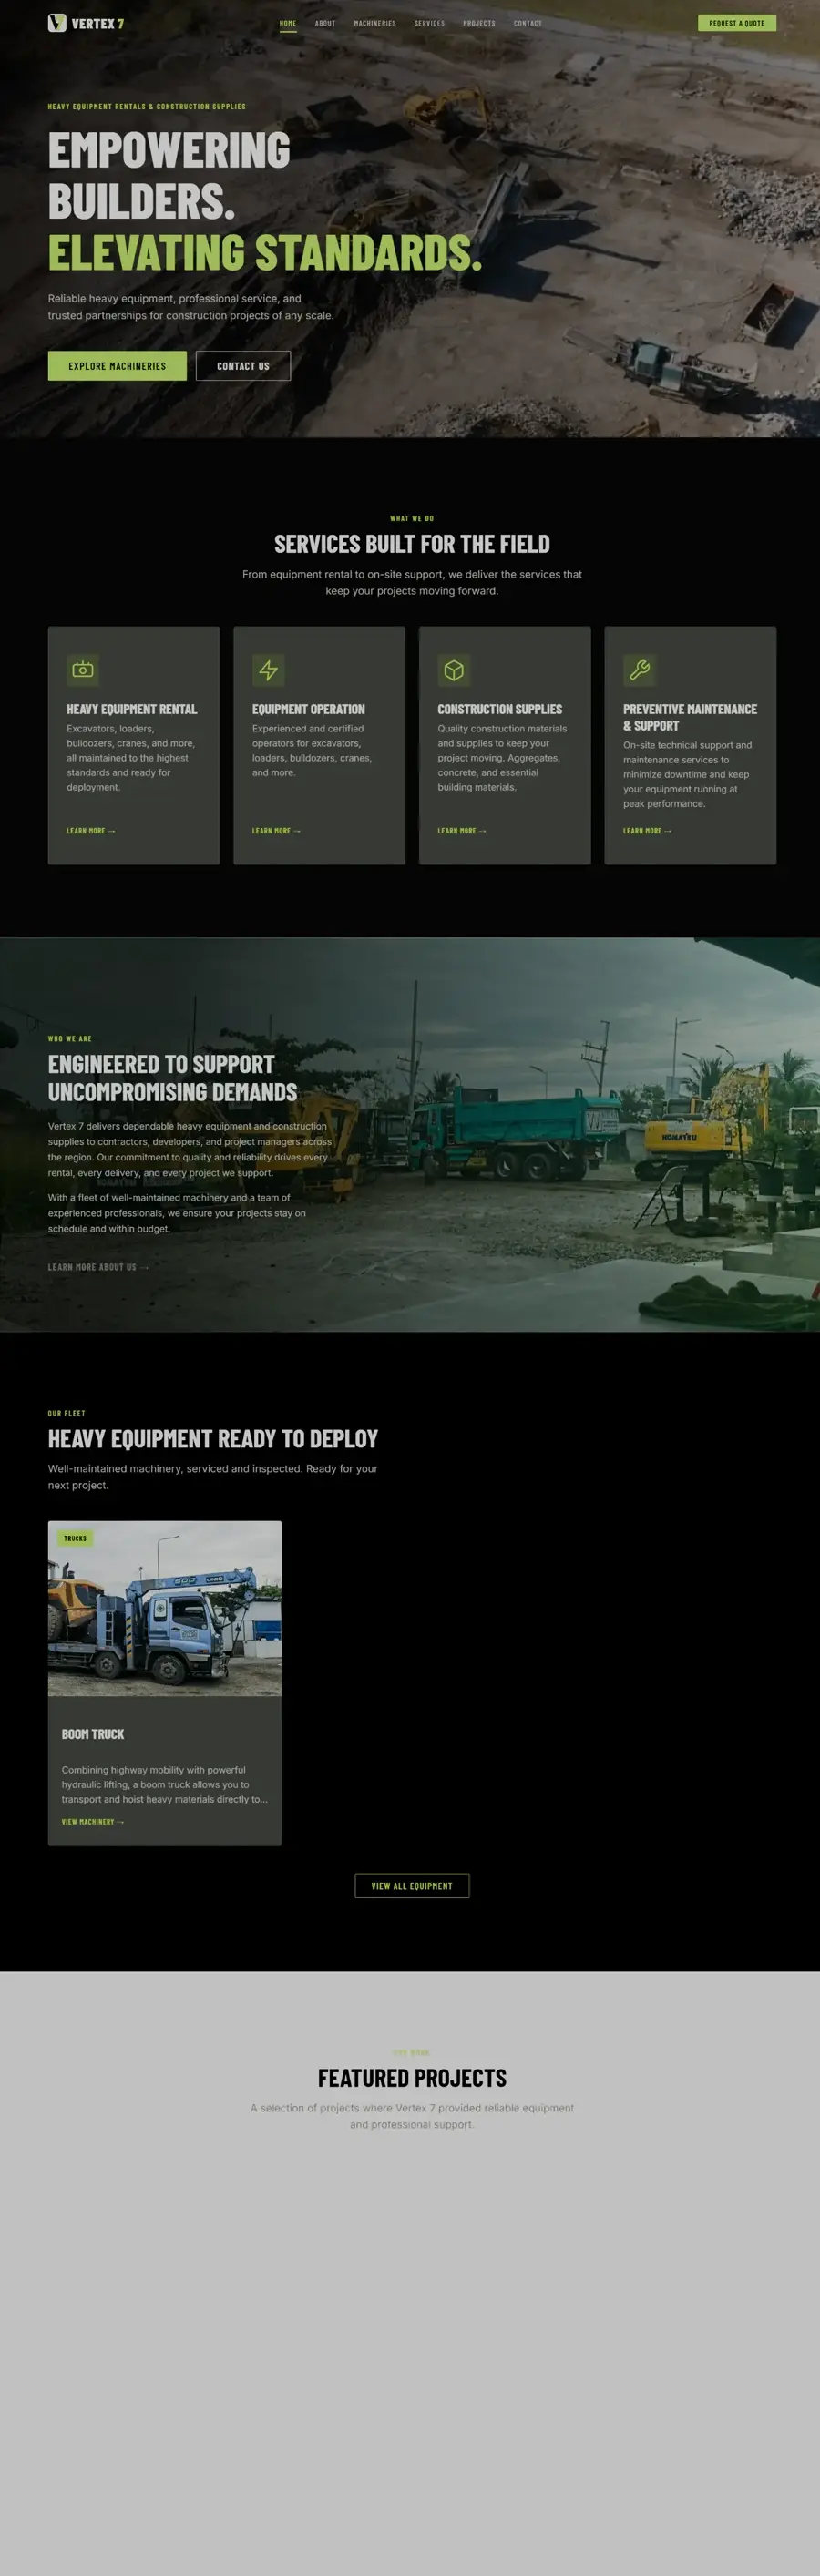 VERTEX 7
HOME ABOUT MACHINERIES SERVICES PROJECTS CONTACT
REQUEST A QUOTE
HEAVY EQUIPMENT RENTALS & CONSTRUCTION SUPPLIES
EMPOWERING
BUILDERS.
ELEVATING STANDARDS.
Reliable heavy equipment, professional service, and
trusted partnerships for construction projects of any scale.
EXPLORE MACHINERIES
CONTACT US
WHAT WE DO
SERVICES BUILT FOR THE FIELD
From equipment rental to on-site support, we deliver the services that
keep your projects moving forward.
HEAVY EQUIPMENT RENTAL
Excavators, loaders,
bulldozers, cranes, and more,
all maintained to the highest
standards and ready for
deployment.
LEARN MORE →
EQUIPMENT OPERATION
Experienced and certified
operators for excavators,
loaders, bulldozers, cranes,
and more.
LEARN MORE →
CONSTRUCTION SUPPLIES
Quality construction materials
and supplies to keep your
project moving. Aggregates,
concrete, and essential
building materials.
LEARN MORE →
PREVENTIVE MAINTENANCE
& SUPPORT
On-site technical support and
maintenance services to
minimize downtime and keep
your equipment running at
peak performance.
LEARN MORE →
WHO WE ARE
ENGINEERED TO SUPPORT
UNCOMPROMISING DEMANDS
Vertex 7 delivers dependable heavy equipment and construction
supplies to contractors, developers, and project managers across
the region. Our commitment to quality and reliability drives every
rental, every delivery, and every project we support.
With a fleet of well-maintained machinery and a team of
experienced professionals, we ensure your projects stay on
schedule and within budget.
LEARN MORE ABOUT US →
KOMATSU
OUR FLEET
HEAVY EQUIPMENT READY TO DEPLOY
Well-maintained machinery, serviced and inspected. Ready for your
next project.
TRUCKS
BOOM TRUCK
Combining highway mobility with powerful
hydraulic lifting, a boom truck allows you to
transport and hoist heavy materials directly to...
VIEW MACHINERY →
VIEW ALL EQUIPMENT
FEATURED PROJECTS
A selection of projects where Vertex 7 provided reliable equipment
and professional support.